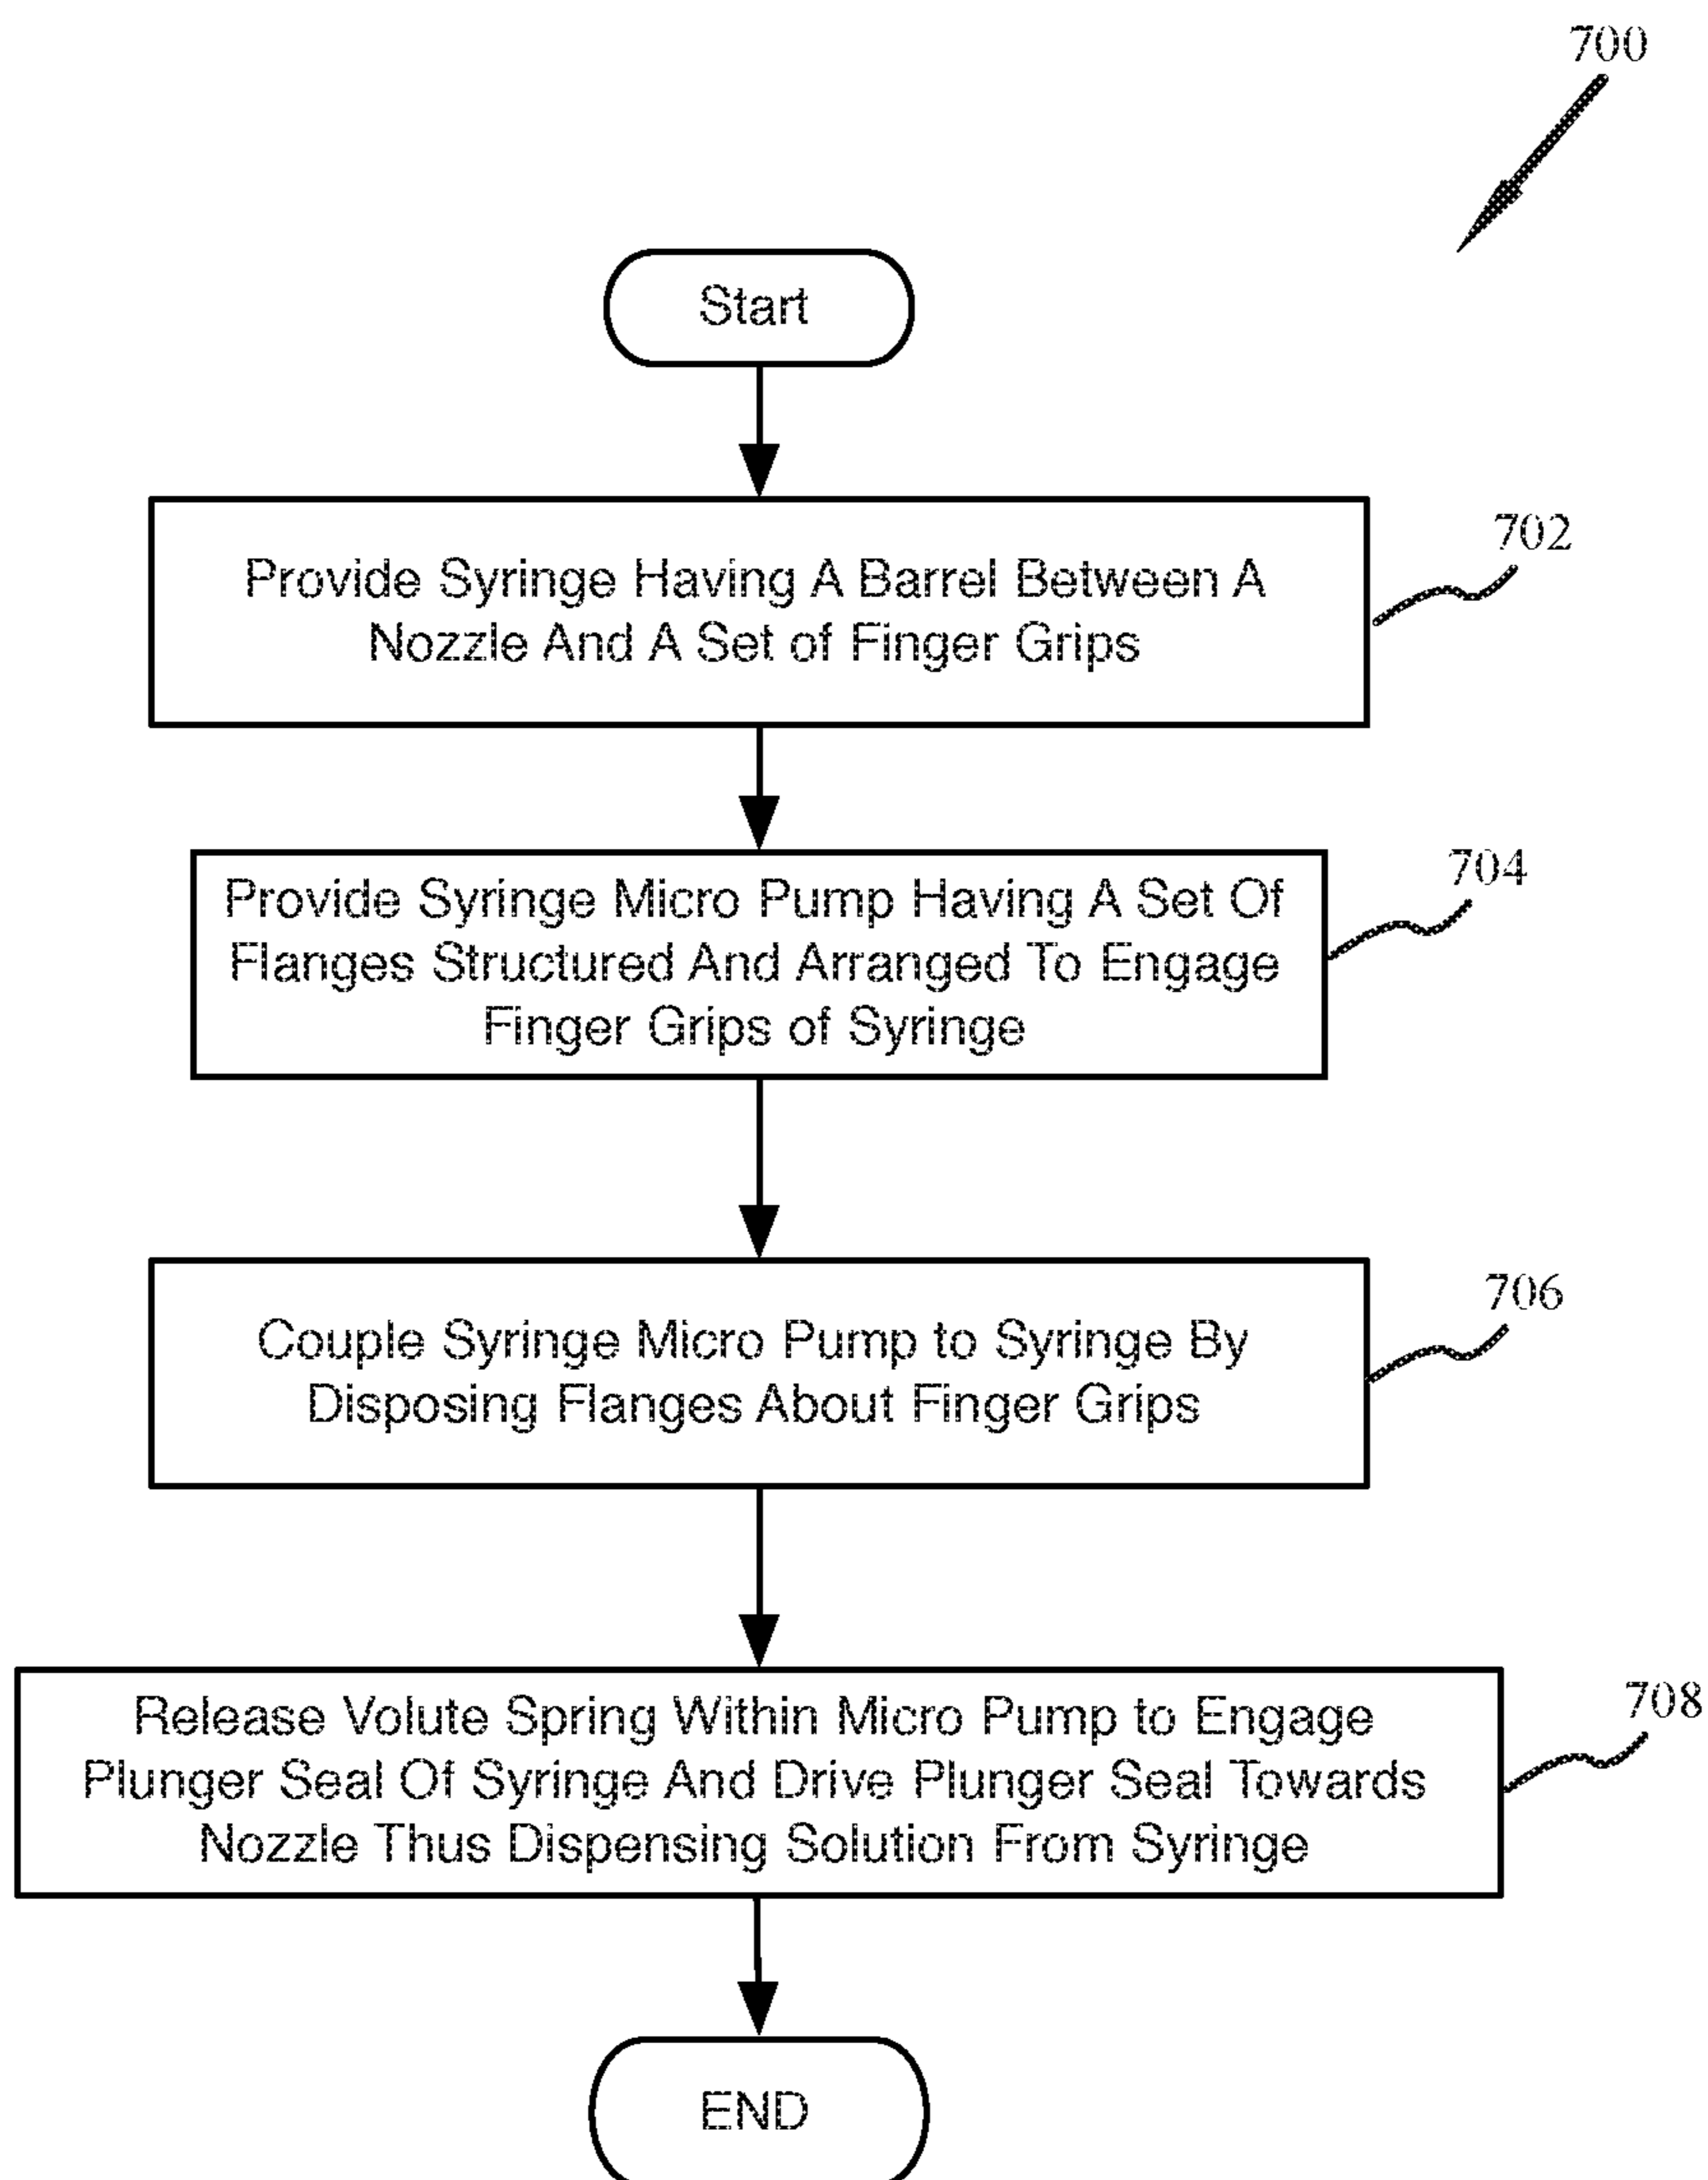 700
Start
702
Provide Syringe Having A Barrel Between A
Nozzle And A Set of Finger Grips
704
Provide Syringe Micro Pump Having A Set Of
Flanges Structured And Arranged To Engage
Finger Grips of Syringe
706
Couple Syringe Micro Pump to Syringe By
Disposing Flanges About Finger Grips
708
Release Volute Spring Within Micro Pump to Engage
Plunger Seal Of Syringe And Drive Plunger Seal Towards
Nozzle Thus Dispensing Solution From Syringe
END